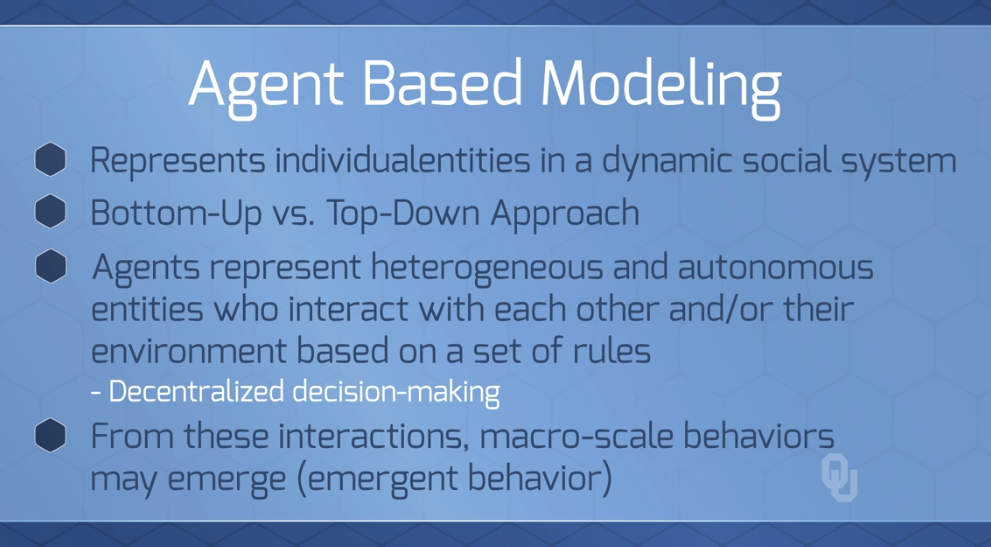 Agent Based Modeling
Represents individualentities in a dynamic social system
Bottom-Up vs. Top-Down Approach
Agents represent heterogeneous and autonomous
entities who interact with each other and/or their
environment based on a set of rules
- Decentralized decision-making
From these interactions, macro-scale behaviors
may emerge (emergent behavior)
OU